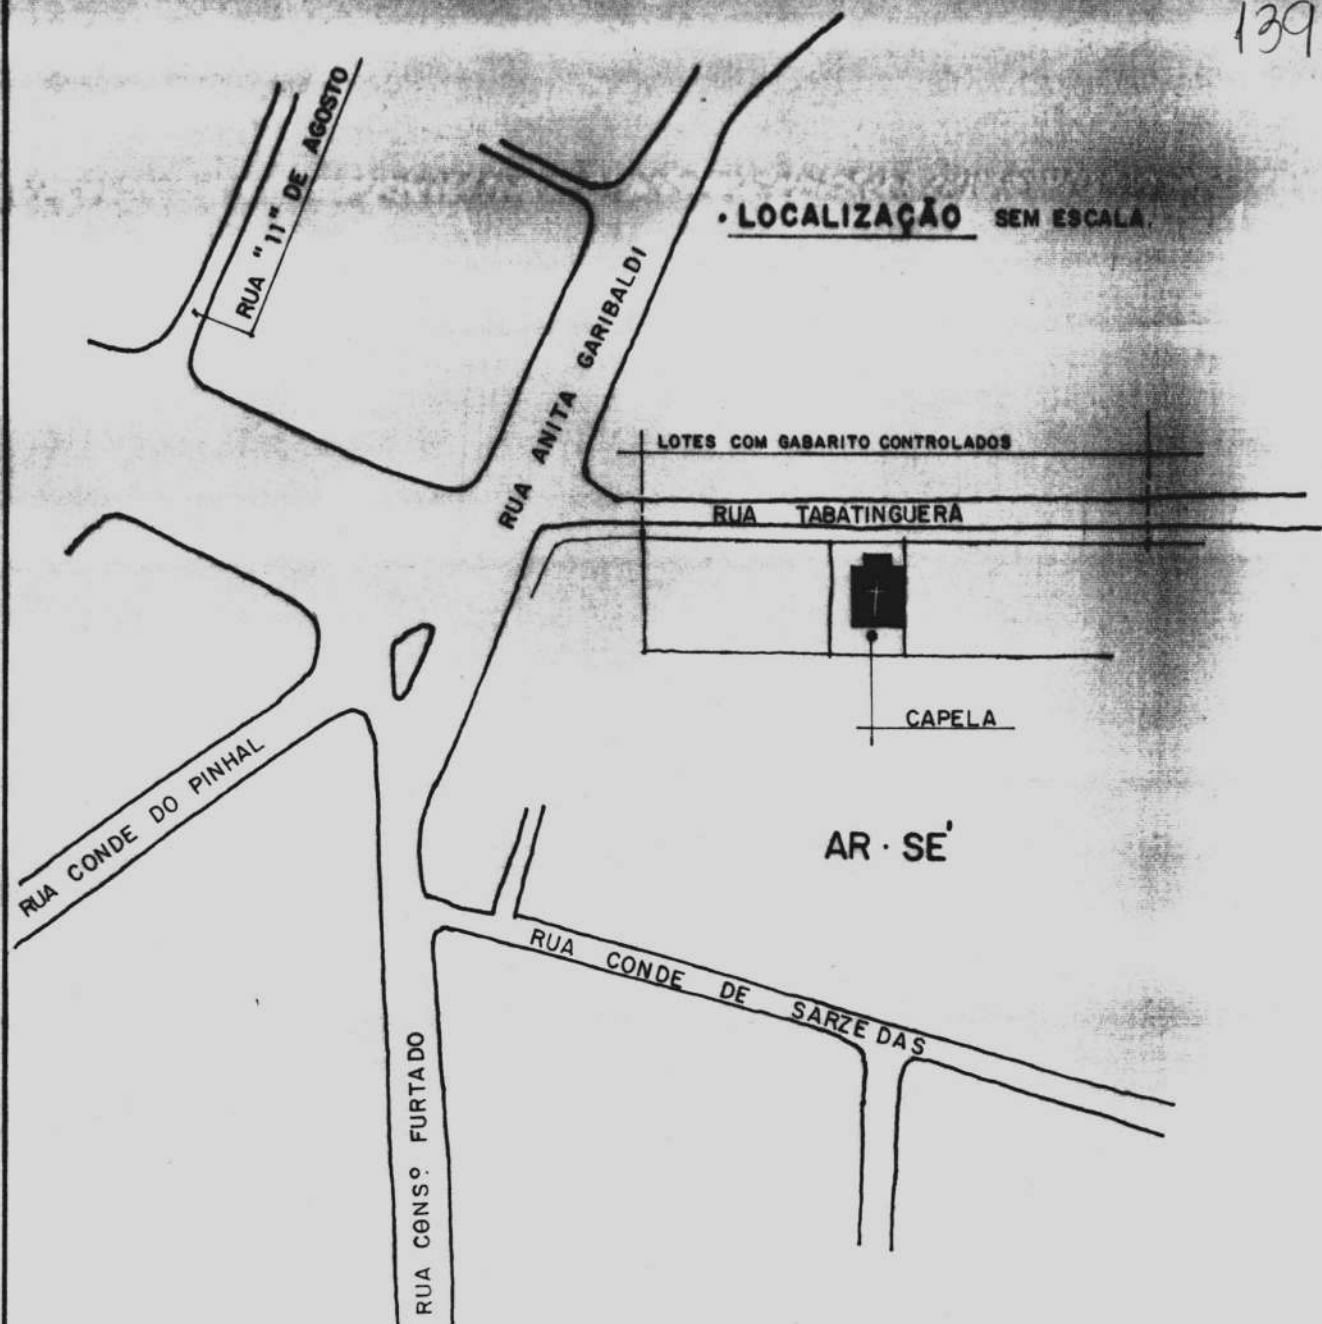 139
RUA "11" DE AGOSTO
• LOCALIZAÇÃO SEM ESCALA.
RUA ANITA GARIBALDI
LOTES COM GABARITO CONTROLADOS
RUA TABATINGUERA
CAPELA
RUA CONDE DO PINHAL
AR · SÉ
RUA CONDE DE SARZEDAS
RUA CONSº. FURTADO